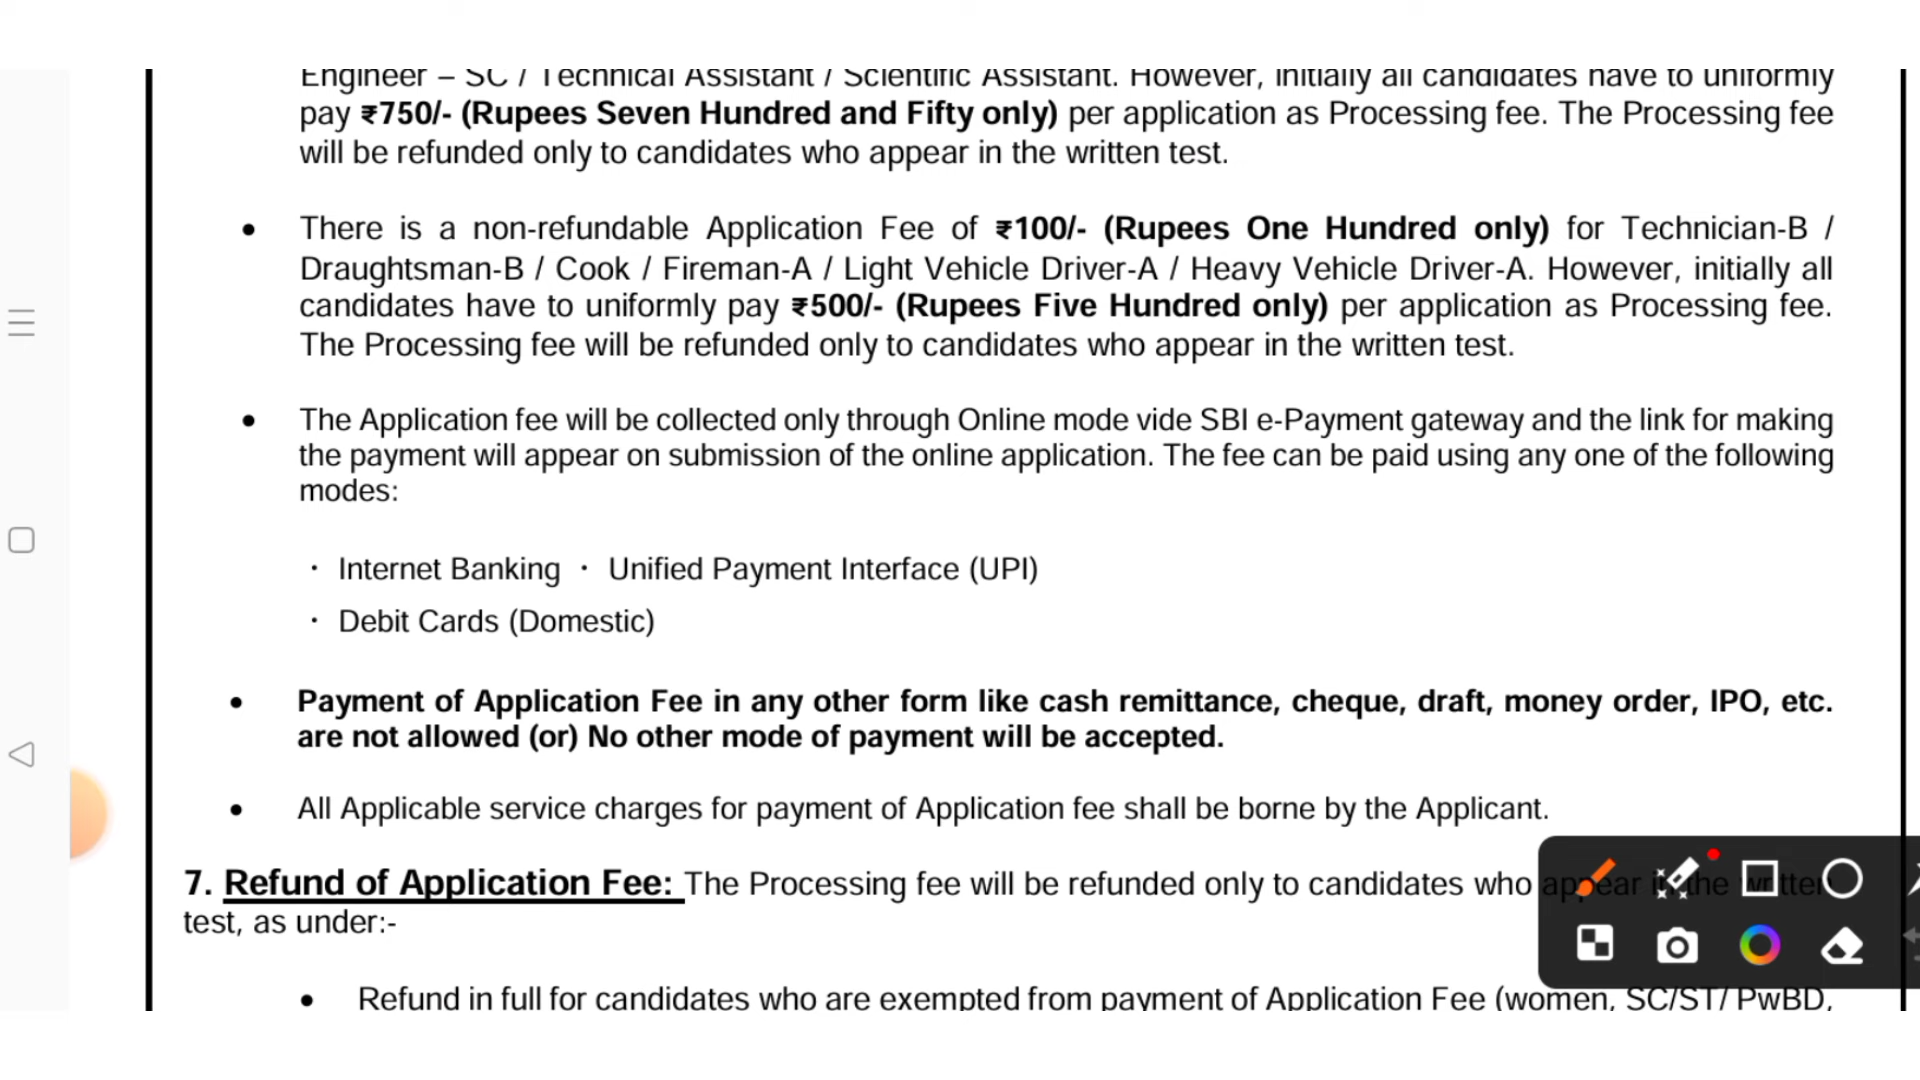 Engineer – SC / Technical Assistant / Scientific Assistant. However, initially all candidates have to uniformly
pay ₹750/- (Rupees Seven Hundred and Fifty only) per application as Processing fee. The Processing fee
will be refunded only to candidates who appear in the written test.
• There is a non-refundable Application Fee of ₹100/- (Rupees One Hundred only) for Technician-B /
Draughtsman-B / Cook / Fireman-A / Light Vehicle Driver-A / Heavy Vehicle Driver-A. However, initially all
candidates have to uniformly pay ₹500/- (Rupees Five Hundred only) per application as Processing fee.
The Processing fee will be refunded only to candidates who appear in the written test.
• The Application fee will be collected only through Online mode vide SBI e-Payment gateway and the link for making
the payment will appear on submission of the online application. The fee can be paid using any one of the following
modes:
· Internet Banking · Unified Payment Interface (UPI)
· Debit Cards (Domestic)
• Payment of Application Fee in any other form like cash remittance, cheque, draft, money order, IPO, etc.
are not allowed (or) No other mode of payment will be accepted.
• All Applicable service charges for payment of Application fee shall be borne by the Applicant.
7. Refund of Application Fee: The Processing fee will be refunded only to candidates who appear in the written
test, as under:-
• Refund in full for candidates who are exempted from payment of Application Fee (women, SC/ST/ PwBD,